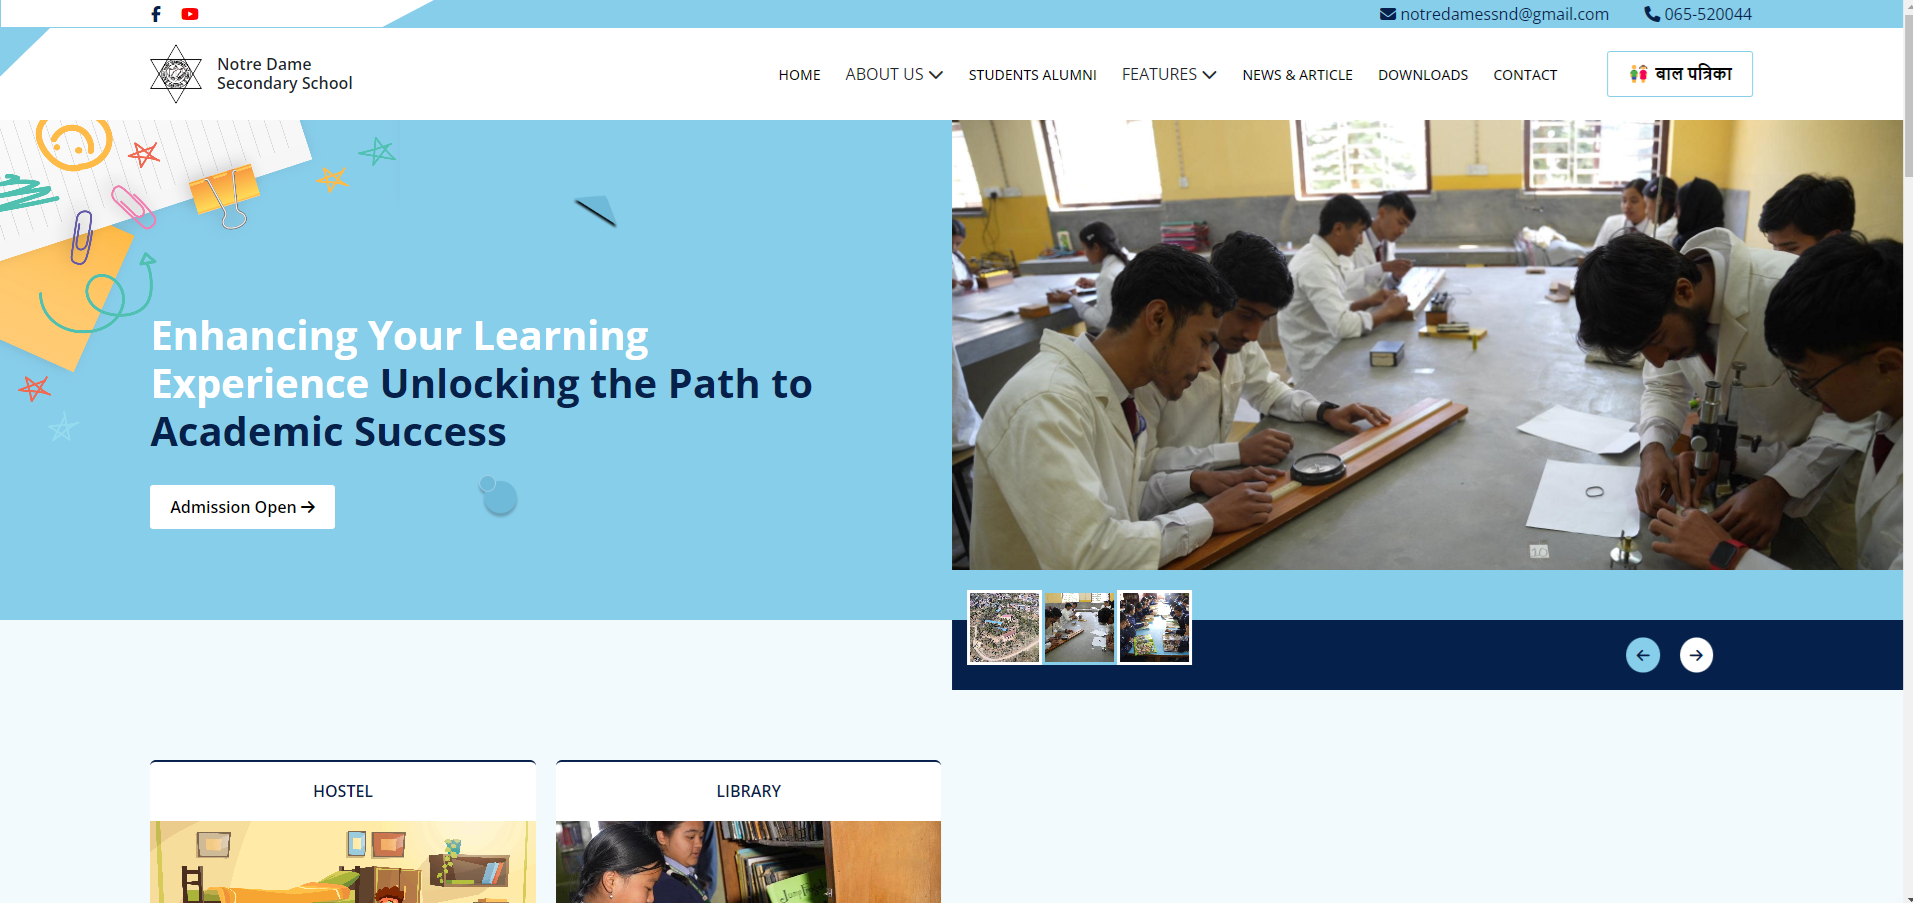 notredamessnd@gmail.com 065-520044
Notre Dame
Secondary School
HOME ABOUT US STUDENTS ALUMNI FEATURES NEWS & ARTICLE DOWNLOADS CONTACT बाल पत्रिका
Enhancing Your Learning
Experience Unlocking the Path to
Academic Success
Admission Open
10
HOSTEL LIBRARY